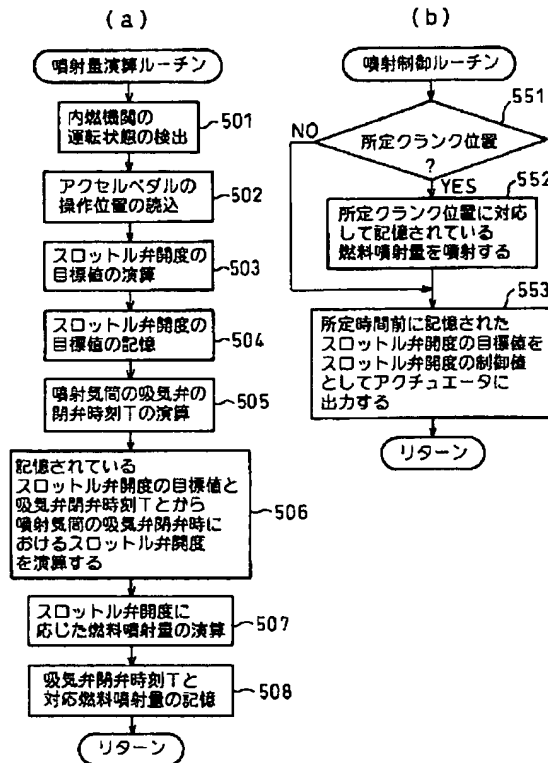 (a)
噴射量演算ルーチン
内燃機関の
運転状態の検出
501
アクセルペダルの
操作位置の読込
502
スロットル弁開度の
目標値の演算
503
スロットル弁開度の
目標値の記憶
504
噴射気筒の吸気弁の
閉弁時刻Tの演算
505
記憶されている
スロットル弁開度の目標値と
吸気弁閉弁時刻Tとから
噴射気筒の吸気弁閉弁時に
おけるスロットル弁開度
を演算する
506
スロットル弁開度に
応じた燃料噴射量の演算
507
吸気弁閉弁時刻Tと
対応燃料噴射量の記憶
508
リターン
(b)
噴射制御ルーチン
551
所定クランク位置
?
NO
YES
552
所定クランク位置に対応
して記憶されている
燃料噴射量を噴射する
553
所定時間前に記憶された
スロットル弁開度の目標値を
スロットル弁開度の制御値
としてアクチュエータに
出力する
リターン